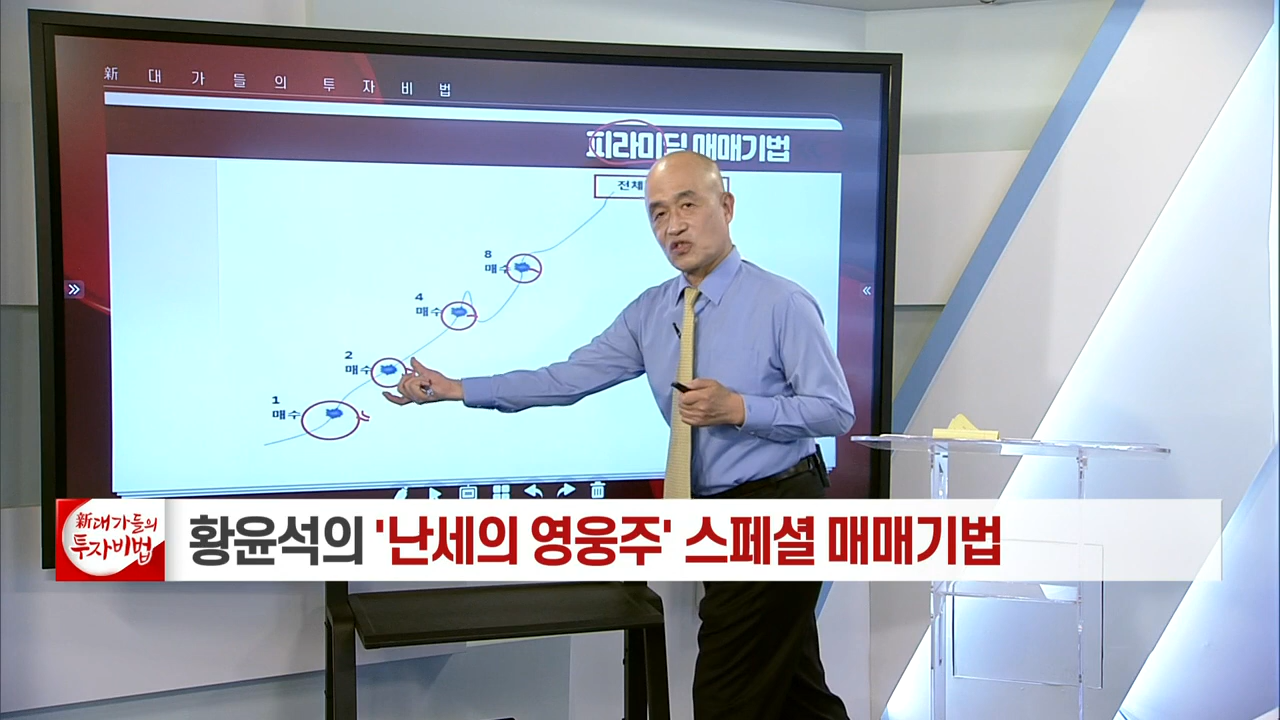 新 대 가 들 의 투 자 비 법
피라미딩 매매기법
전체
8
매수
4
매수
2
매수
1
매수
新 대가들의
투자비법
황윤석의 '난세의 영웅주' 스페셜 매매기법